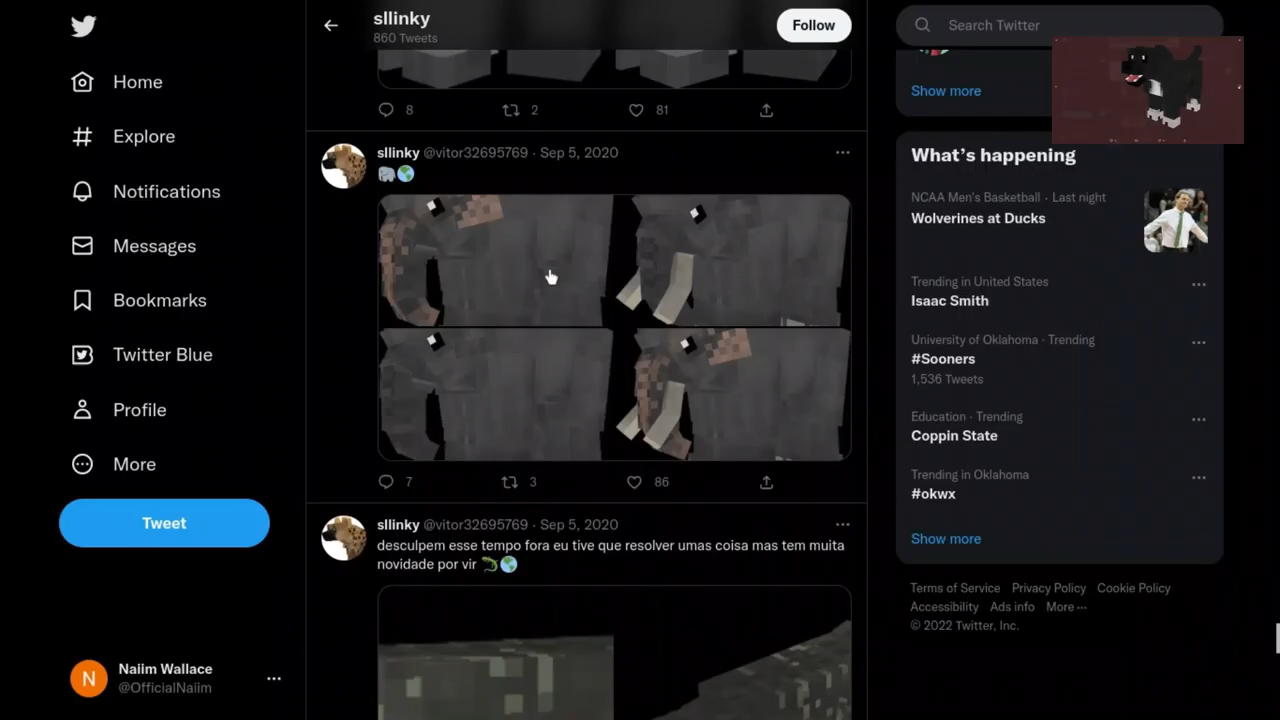 Home
Explore
Notifications
Messages
Bookmarks
Twitter Blue
Profile
More
Tweet
Naiim Wallace
@OfficialNaiim
N
sllinky
860 Tweets
Follow
8
2
81
sllinky @vitor32695769 · Sep 5, 2020
🐘🌎
7
3
86
sllinky @vitor32695769 · Sep 5, 2020
desculpem esse tempo fora eu tive que resolver umas coisa mas tem muita
novidade por vir 🦎🌎
Search Twitter
Show more
What's happening
NCAA Men's Basketball · Last night
Wolverines at Ducks
Trending in United States
Isaac Smith
University of Oklahoma · Trending
#Sooners
1,536 Tweets
Education · Trending
Coppin State
Trending in Oklahoma
#okwx
Show more
Terms of Service Privacy Policy Cookie Policy
Accessibility Ads info More ···
© 2022 Twitter, Inc.